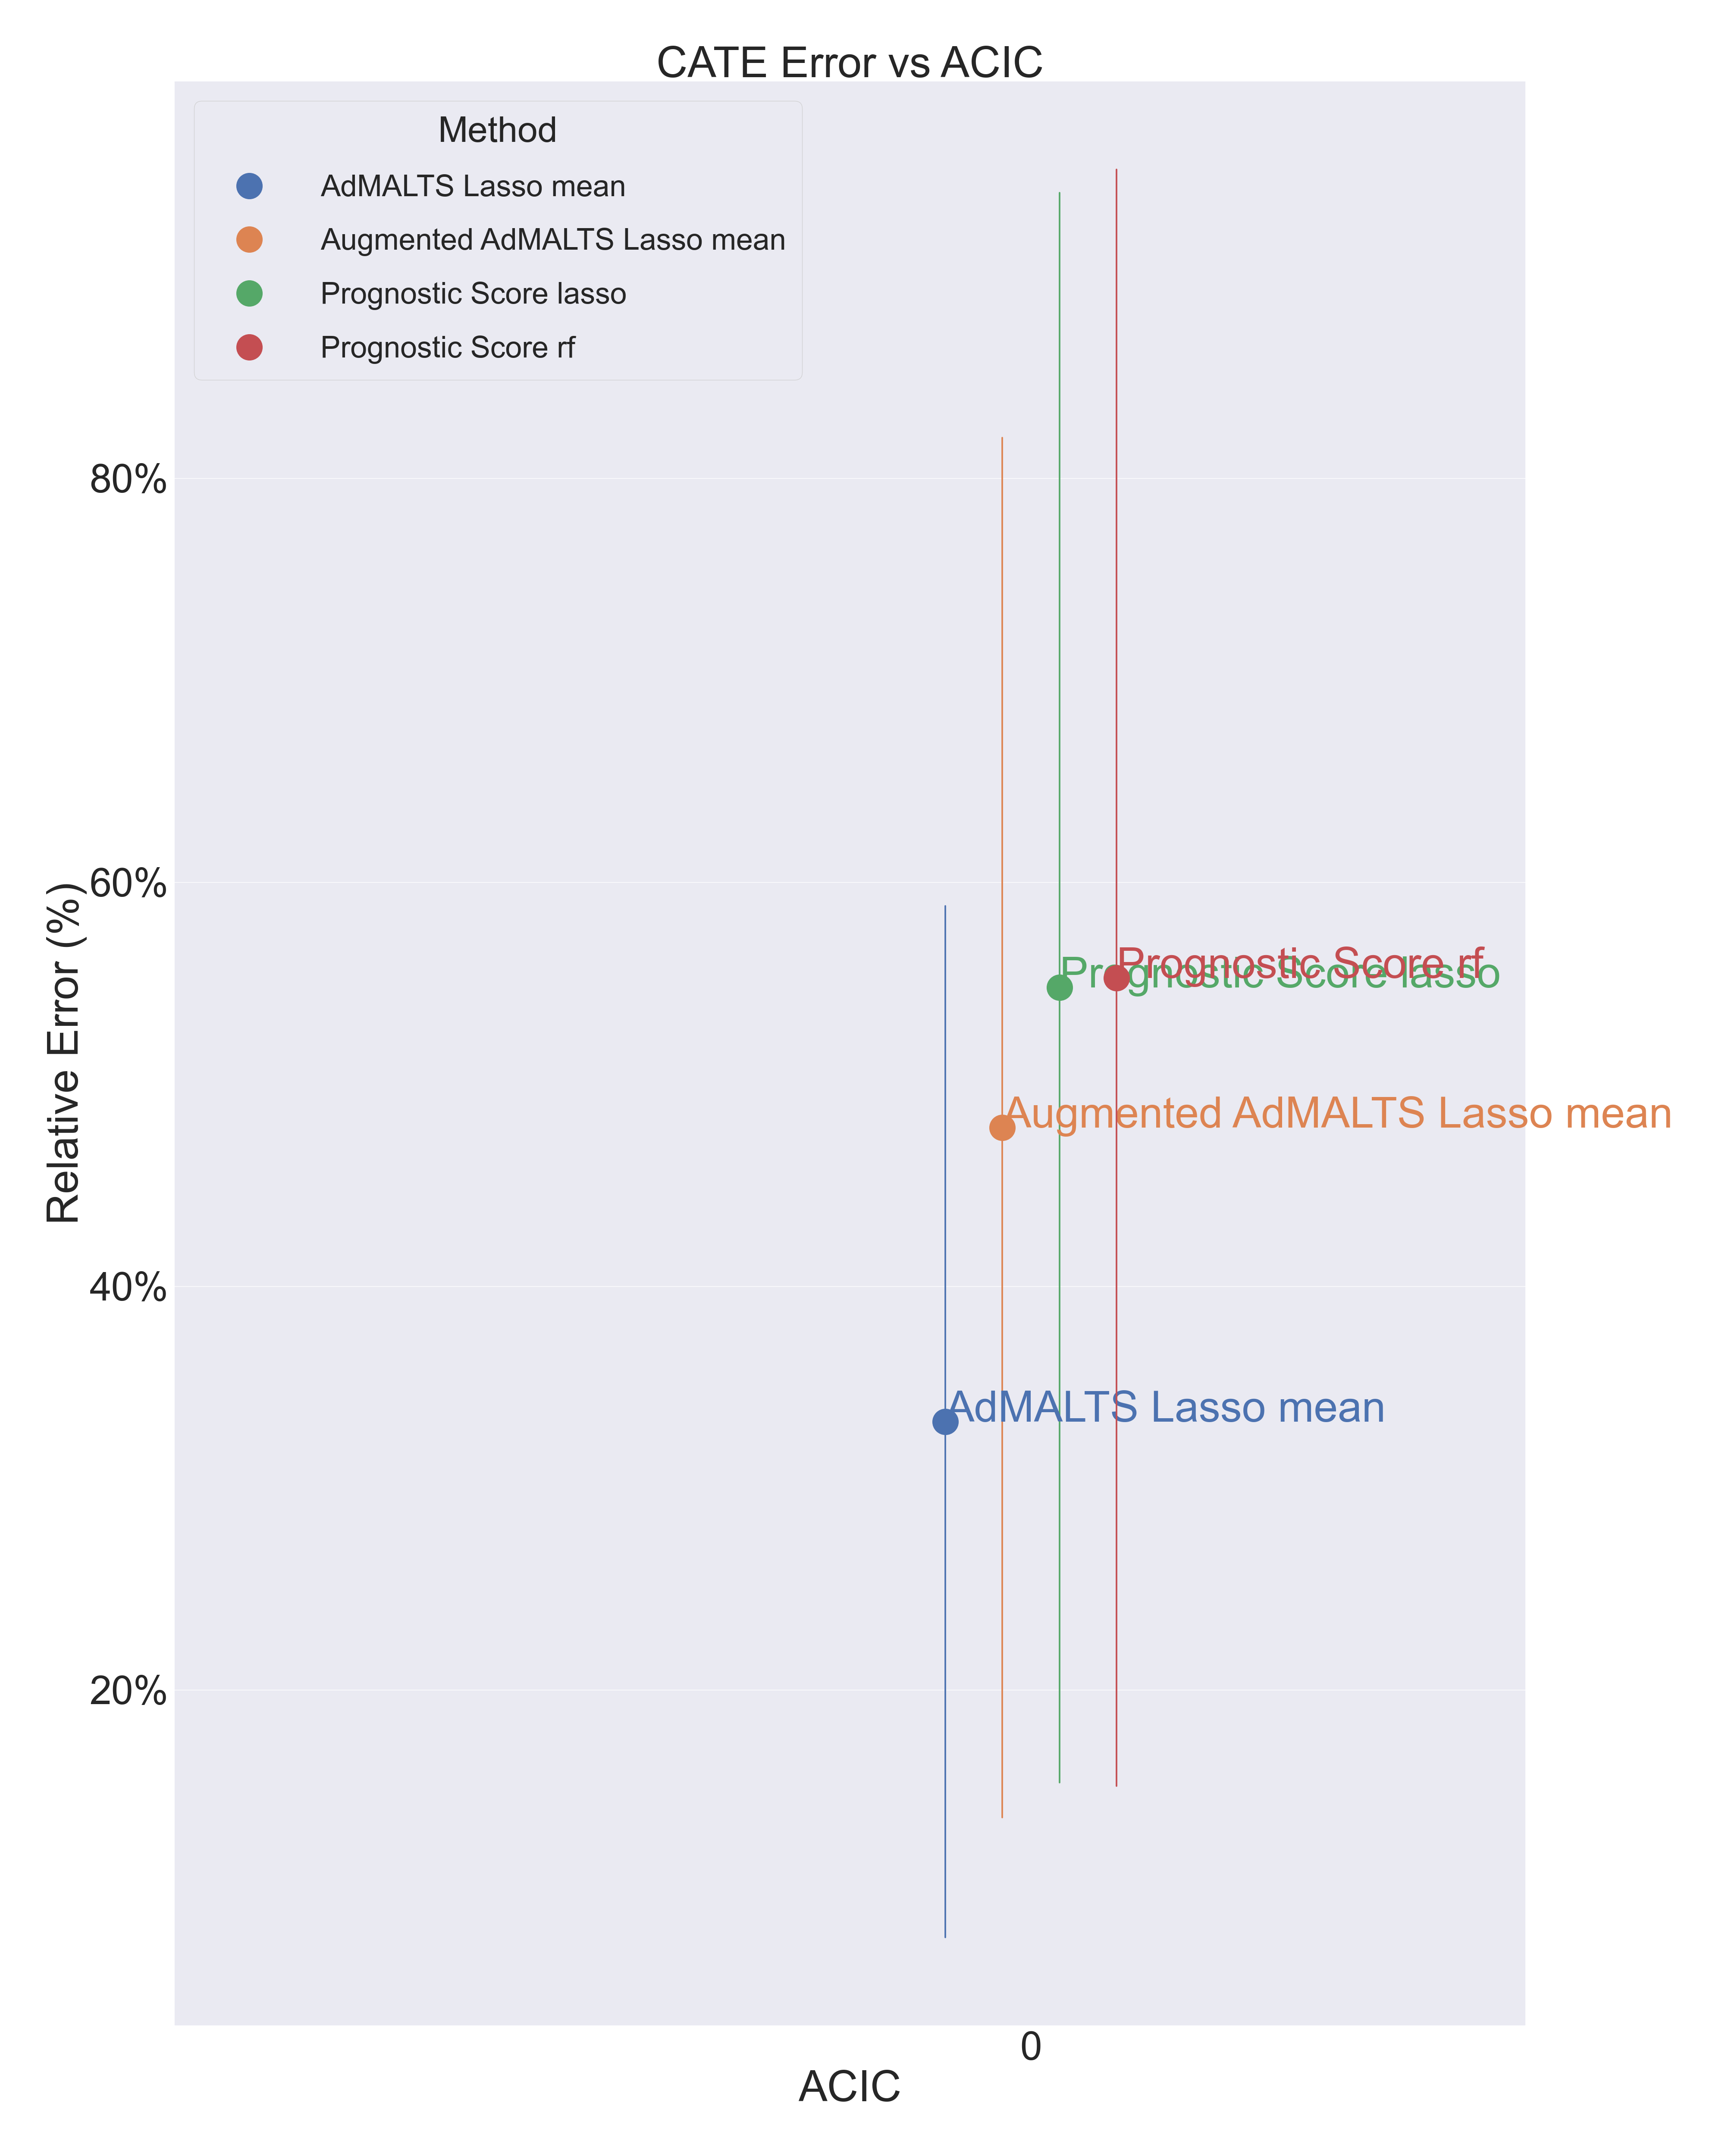 CATE Error vs ACIC
Method
AdMALTS Lasso mean
Augmented AdMALTS Lasso mean
Prognostic Score lasso
Prognostic Score rf
80%
60%
40%
20%
Relative Error (%)
Prognostic Score rf
Prognostic Score lasso
Augmented AdMALTS Lasso mean
AdMALTS Lasso mean
0
ACIC